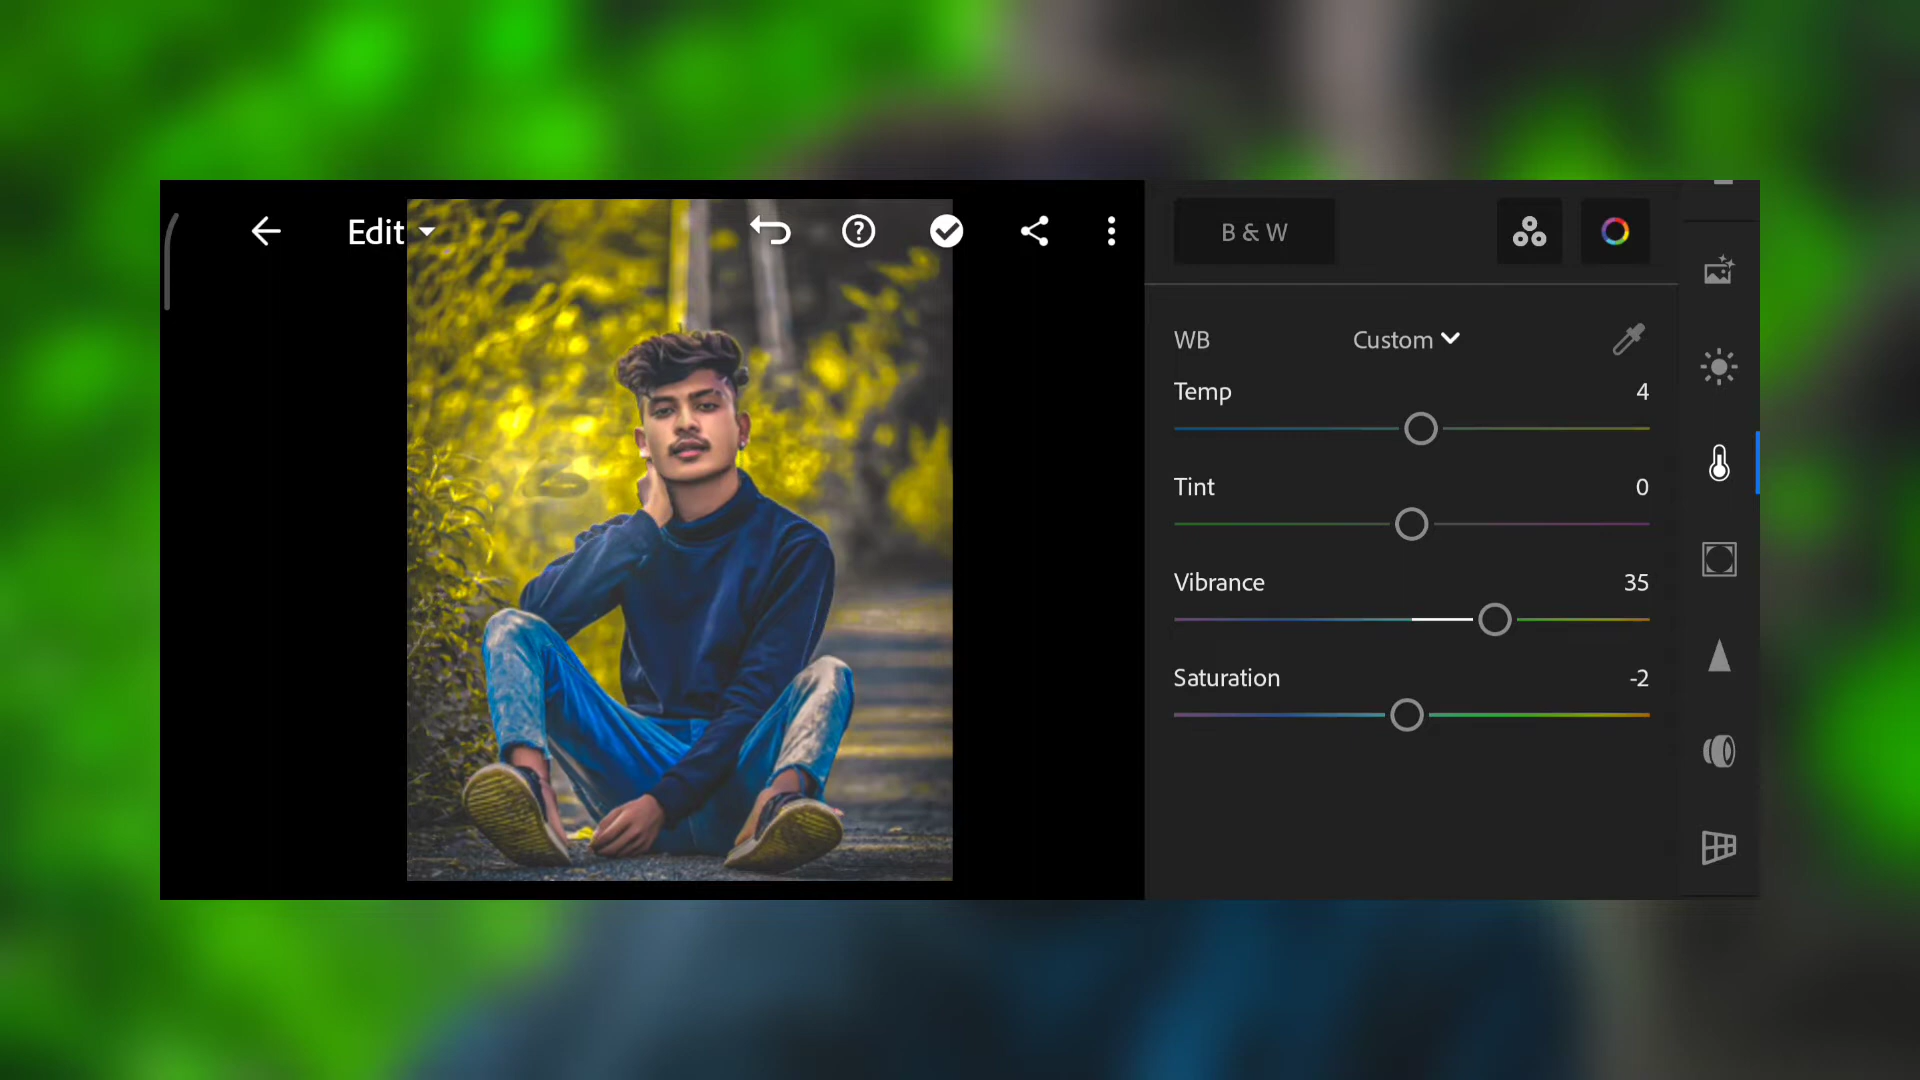 Edit
B & W
WB Custom
Temp 4
Tint 0
Vibrance 35
Saturation -2